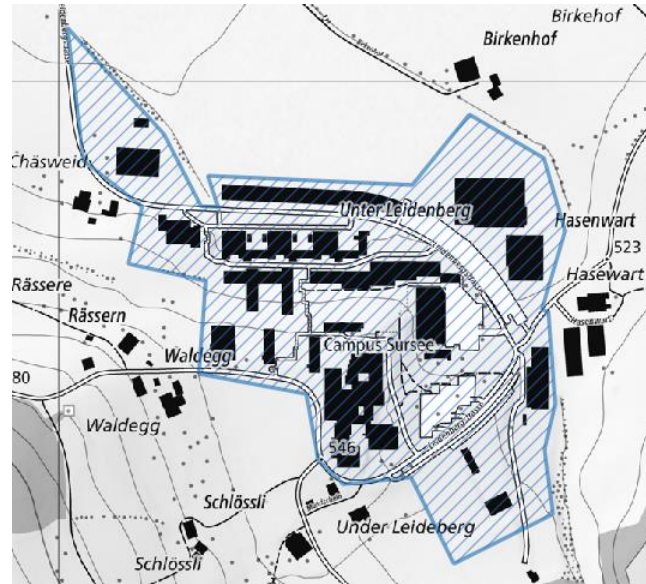 Birkehof
Birkenhof
Chäsweid
Unter Leidenberg
Hasenwart
523
Hasewart
Rässere
Rässern
Waldegg
Campus Sursee
80
Waldegg
546
Schlössli
Under Leideberg
Schlössli